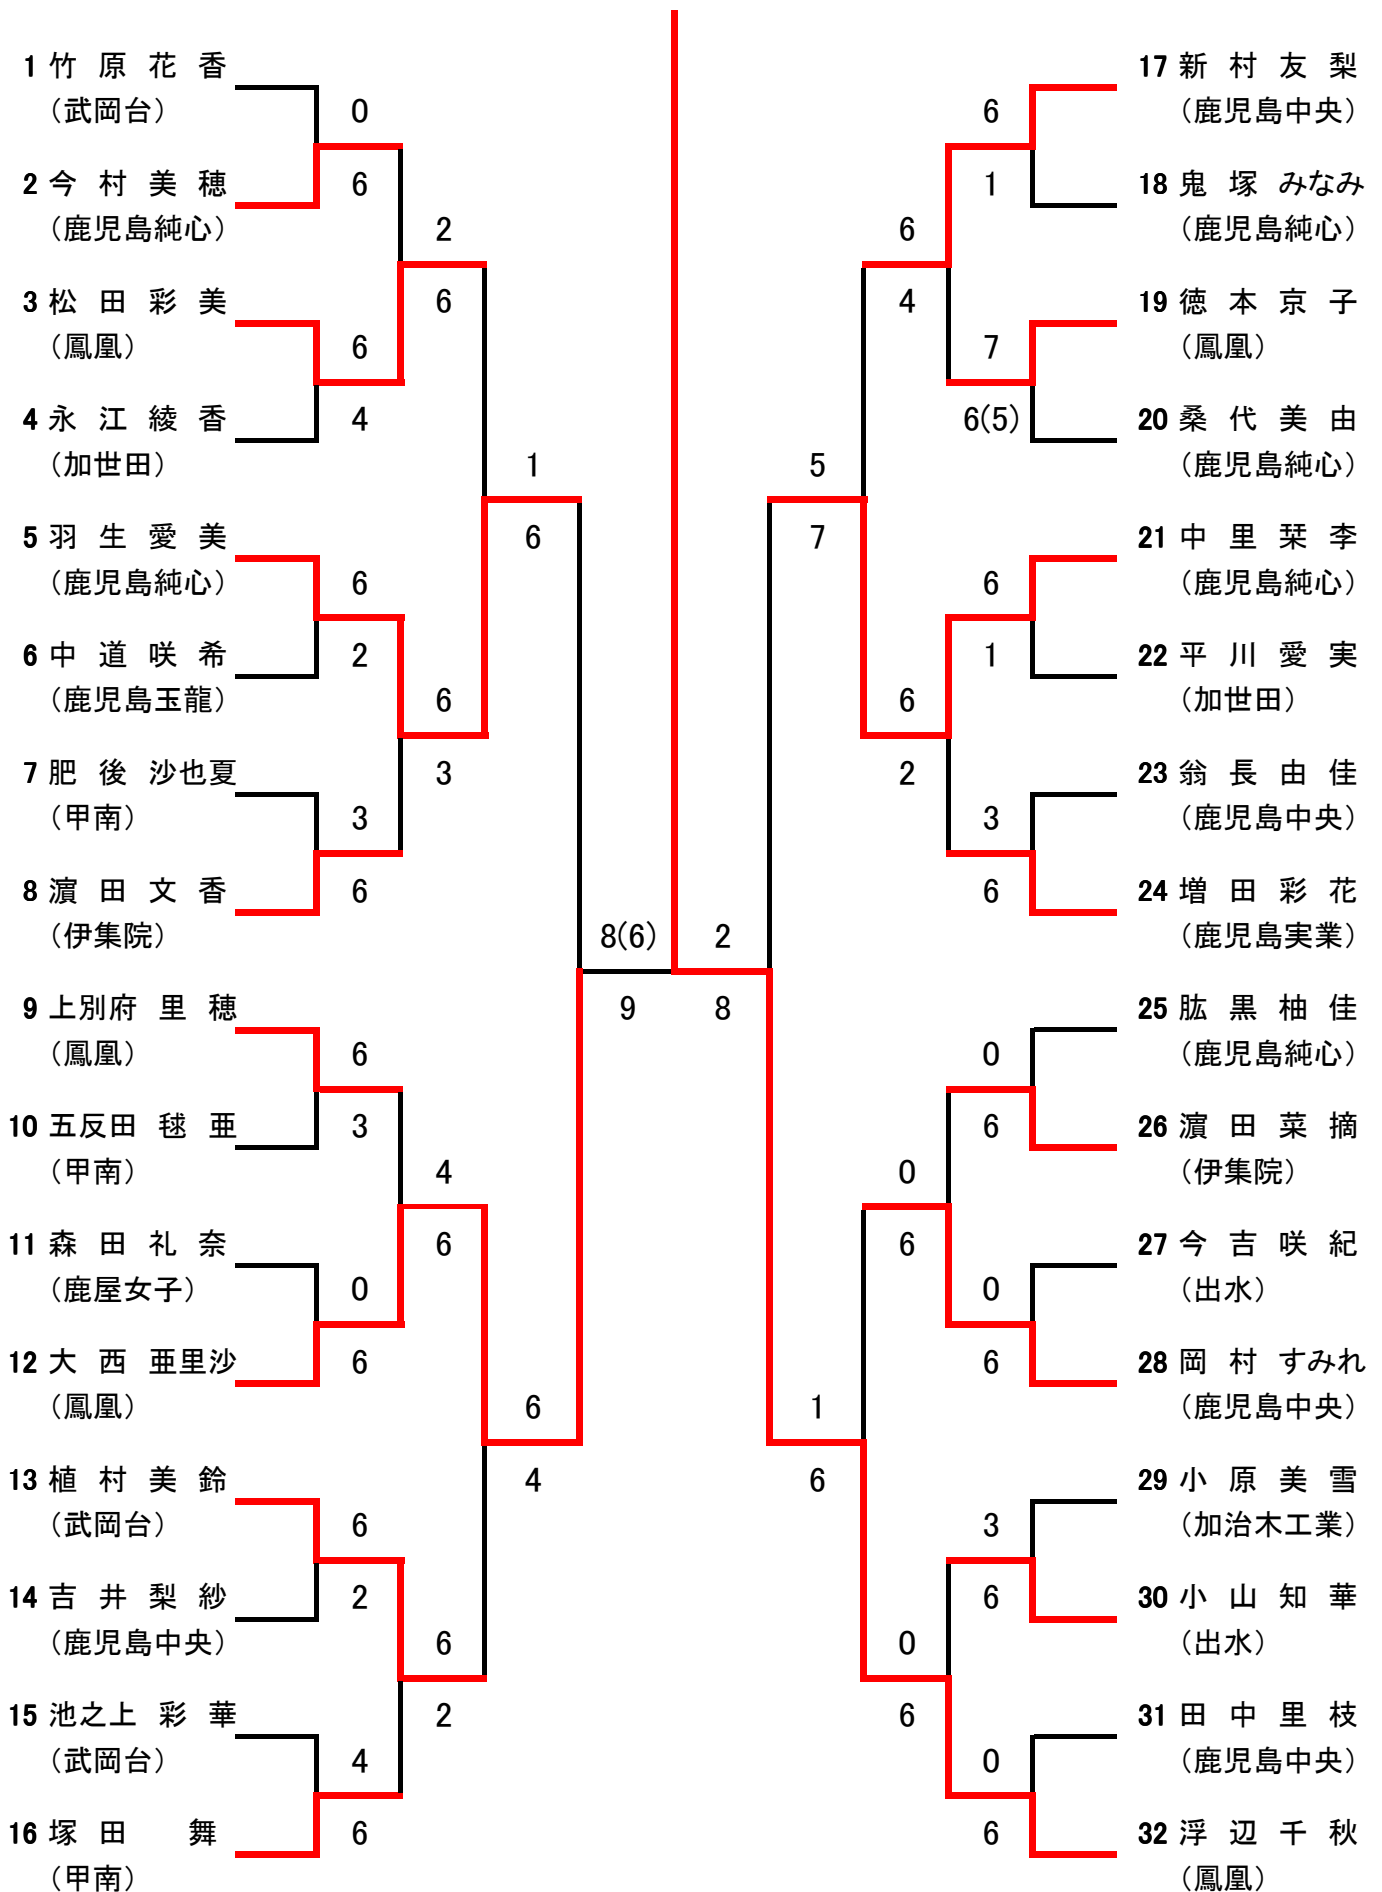 1 竹 原 花 香
（武岡台）
0
2 今 村 美 穂
6
（鹿児島純心）
2
3 松 田 彩 美
6
（鳳凰）
6
4 永 江 綾 香
4
（加世田）
1
5 羽 生 愛 美
6
（鹿児島純心）
6
6 中 道 咲 希
2
（鹿児島玉龍）
6
7 肥 後 沙也夏
3
（甲南）
3
8 濵 田 文 香
6
（伊集院）
8(6)
9 上別府 里 穂
9
（鳳凰）
6
10 五反田 毬 亜
3
（甲南）
4
11 森 田 礼 奈
6
（鹿屋女子）
0
12 大 西 亜里沙
6
（鳳凰）
6
13 植 村 美 鈴
4
（武岡台）
6
14 吉 井 梨 紗
2
（鹿児島中央）
6
15 池之上 彩 華
2
（武岡台）
4
16 塚 田 舞
6
（甲南）
17 新 村 友 梨
（鹿児島中央）
6
18 鬼 塚 みなみ
1
（鹿児島純心）
6
19 徳 本 京 子
4
（鳳凰）
7
20 桑 代 美 由
6(5)
（鹿児島純心）
5
21 中 里 栞 李
7
（鹿児島純心）
6
22 平 川 愛 実
1
（加世田）
6
23 翁 長 由 佳
2
（鹿児島中央）
3
24 増 田 彩 花
6
（鹿児島実業）
2
25 肱 黒 柚 佳
8
（鹿児島純心）
0
26 濵 田 菜 摘
6
（伊集院）
0
27 今 吉 咲 紀
6
（出水）
0
28 岡 村 すみれ
6
（鹿児島中央）
1
29 小 原 美 雪
6
（加治木工業）
3
30 小 山 知 華
6
（出水）
0
31 田 中 里 枝
6
（鹿児島中央）
0
32 浮 辺 千 秋
6
（鳳凰）